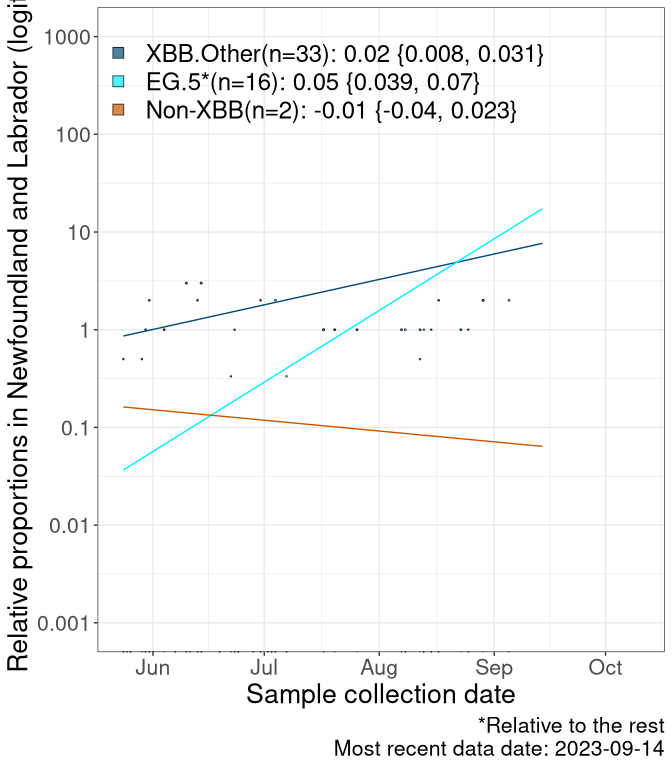 Relative proportions in Newfoundland and Labrador
1000
100
10
1
0.1
0.01
0.001
XBB.Other(n=33): 0.02 {0.008, 0.031}
EG.5*(n=16): 0.05 {0.039, 0.07}
Non-XBB(n=2): -0.01 {-0.04, 0.023}
Jun Jul Aug Sep Oct
Sample collection date
*Relative to the rest
Most recent data date: 2023-09-14